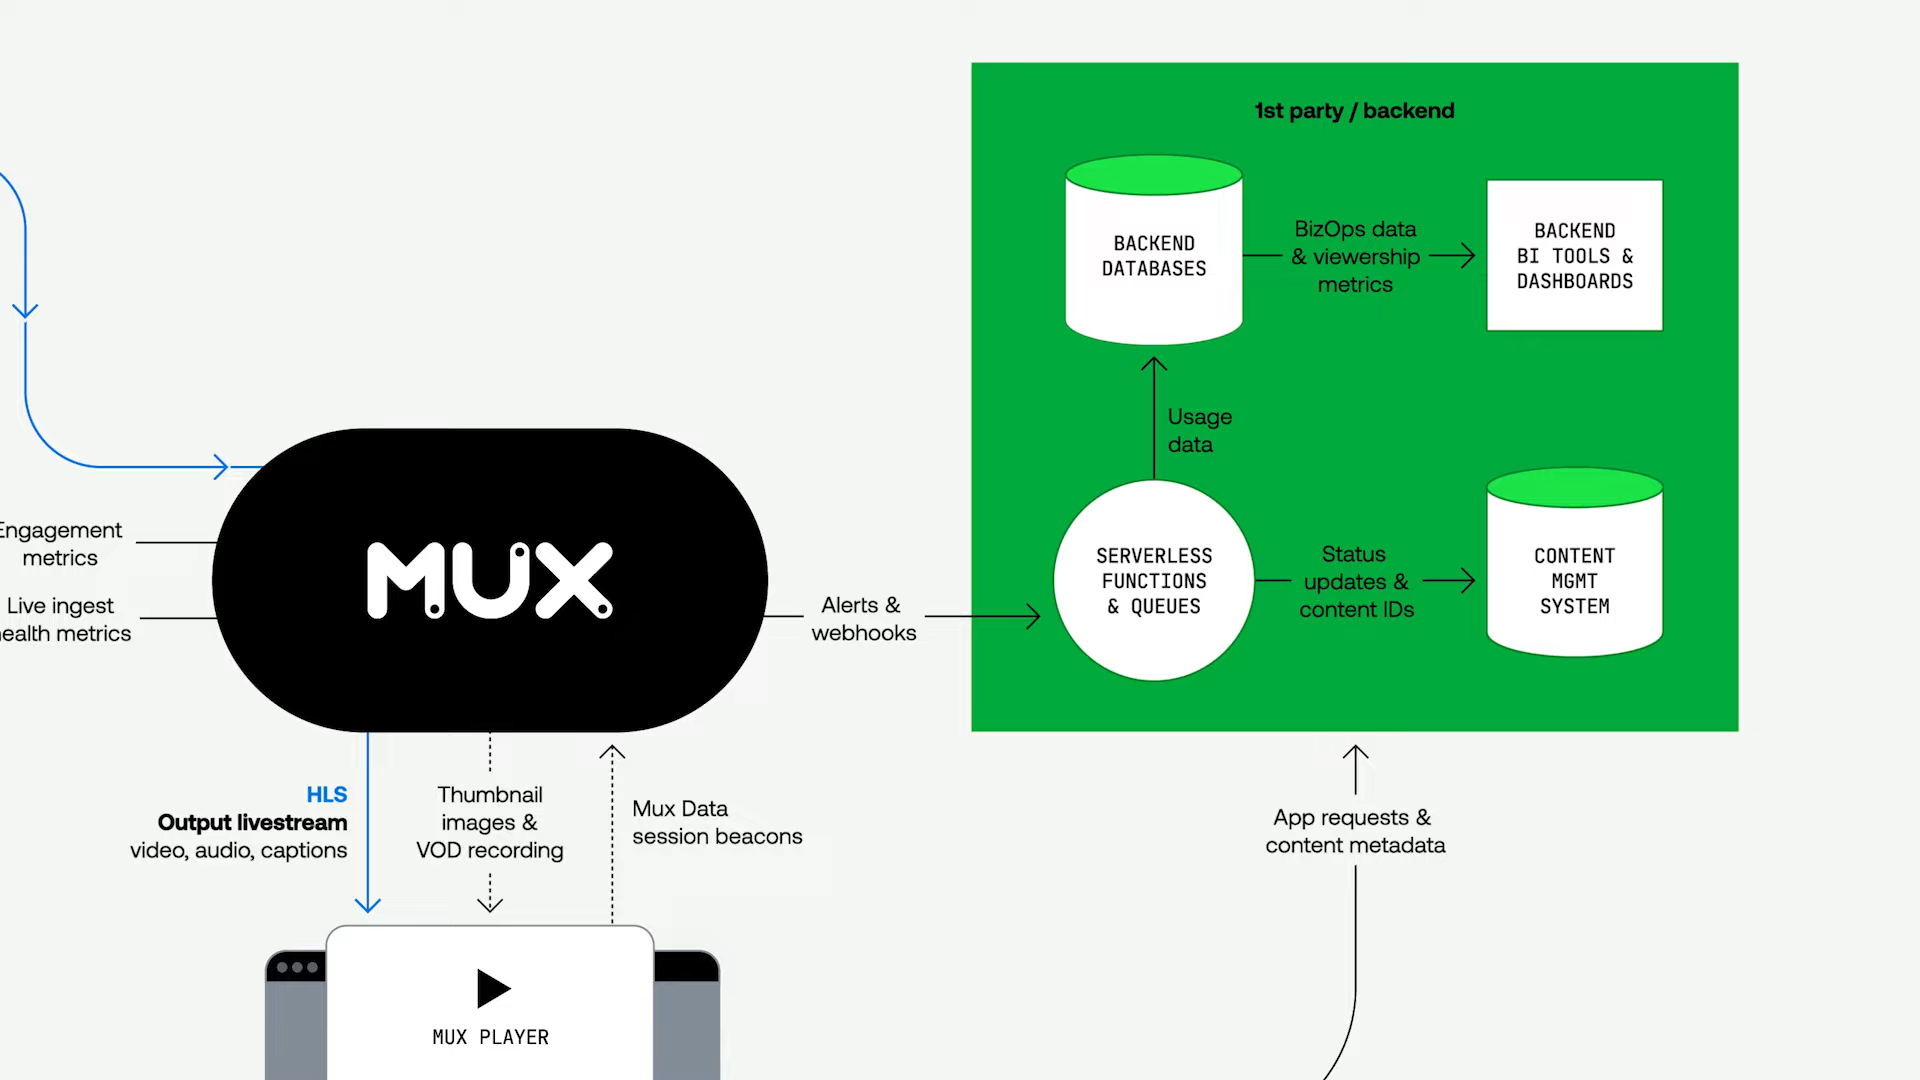 1st party / backend
BACKEND
DATABASES
BizOps data
& viewership
metrics
BACKEND
BI TOOLS &
DASHBOARDS
Usage
data
SERVERLESS
FUNCTIONS
& QUEUES
Status
updates &
content IDs
CONTENT
MGMT
SYSTEM
Engagement
metrics
Live ingest
health metrics
MUX
Alerts &
webhooks
HLS
Output livestream
video, audio, captions
Thumbnail
images &
VOD recording
Mux Data
session beacons
App requests &
content metadata
MUX PLAYER